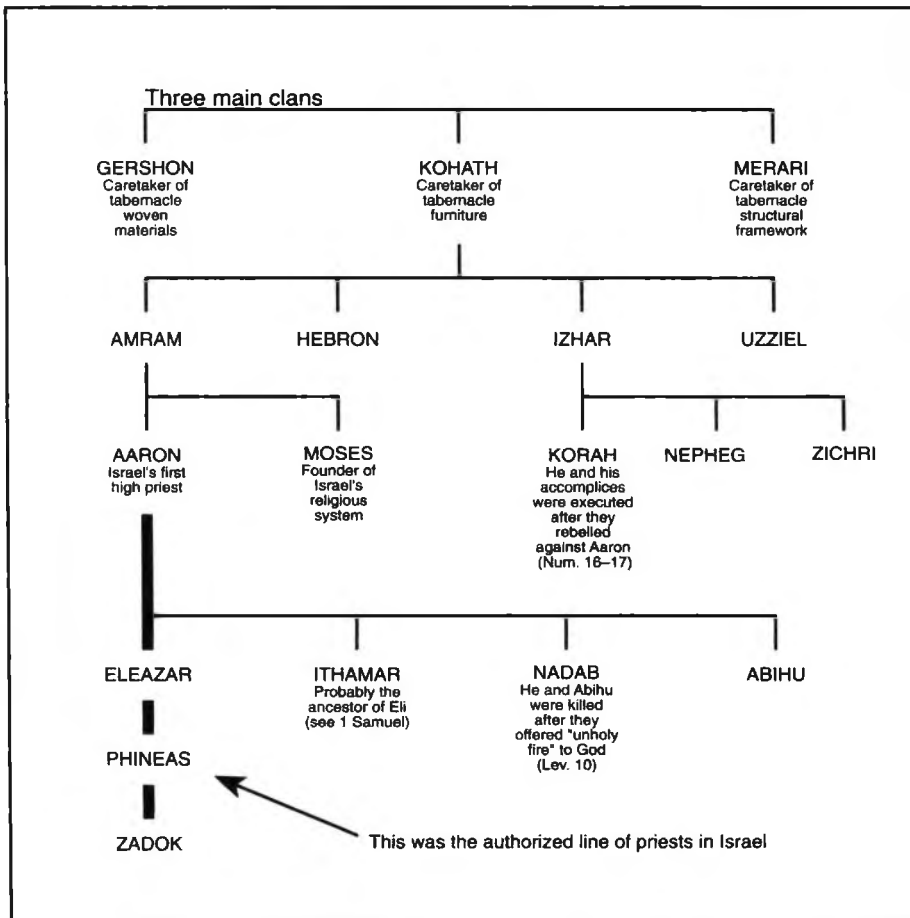 Three main clans
GERSHON
Caretaker of
tabernacle
woven
materials
KOHATH
Caretaker of
tabernacle
furniture
MERARI
Caretaker of
tabernacle
structural
framework
AMRAM
HEBRON
IZHAR
UZZIEL
AARON
Israel's first
high priest
MOSES
Founder of
Israel's
religious
system
KORAH
He and his
accomplices
were executed
after they
rebelled
against Aaron
(Num. 16–17)
NEPHEG
ZICHRI
ELEAZAR
ITHAMAR
Probably the
ancestor of Eli
(see 1 Samuel)
NADAB
He and Abihu
were killed
after they
offered "unholy
fire" to God
(Lev. 10)
ABIHU
PHINEAS
ZADOK
This was the authorized line of priests in Israel